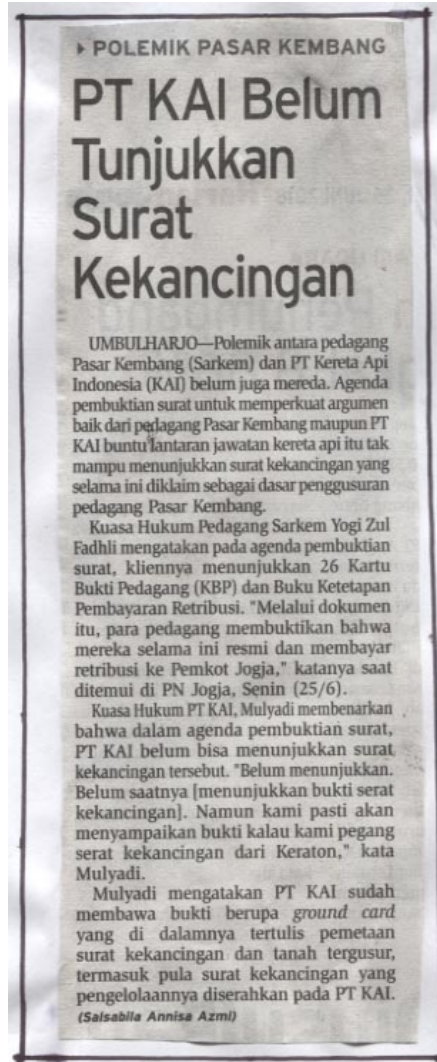 ▸ POLEMIK PASAR KEMBANG
PT KAI Belum
Tunjukkan
Surat
Kekancingan
UMBULHARJO—Polemik antara pedagang
Pasar Kembang (Sarkem) dan PT Kereta Api
Indonesia (KAI) belum juga mereda. Agenda
pembuktian surat untuk memperkuat argumen
baik dari pedagang Pasar Kembang maupun PT
KAI buntu lantaran jawatan kereta api itu tak
mampu menunjukkan surat kekancingan yang
selama ini diklaim sebagai dasar penggusuran
pedagang Pasar Kembang.
Kuasa Hukum Pedagang Sarkem Yogi Zul
Fadhli mengatakan pada agenda pembuktian
surat, kliennya menunjukkan 26 Kartu
Bukti Pedagang (KBP) dan Buku Ketetapan
Pembayaran Retribusi. "Melalui dokumen
itu, para pedagang membuktikan bahwa
mereka selama ini resmi dan membayar
retribusi ke Pemkot Jogja," katanya saat
ditemui di PN Jogja, Senin (25/6).
Kuasa Hukum PT KAI, Mulyadi membenarkan
bahwa dalam agenda pembuktian surat,
PT KAI belum bisa menunjukkan surat
kekancingan tersebut. "Belum menunjukkan.
Belum saatnya [menunjukkan bukti serat
kekancingan]. Namun kami pasti akan
menyampaikan bukti kalau kami pegang
serat kekancingan dari Keraton," kata
Mulyadi.
Mulyadi mengatakan PT KAI sudah
membawa bukti berupa ground card
yang di dalamnya tertulis pemetaan
surat kekancingan dan tanah tergusur,
termasuk pula surat kekancingan yang
pengelolaannya diserahkan pada PT KAI.
(Salsabila Annisa Azmi)